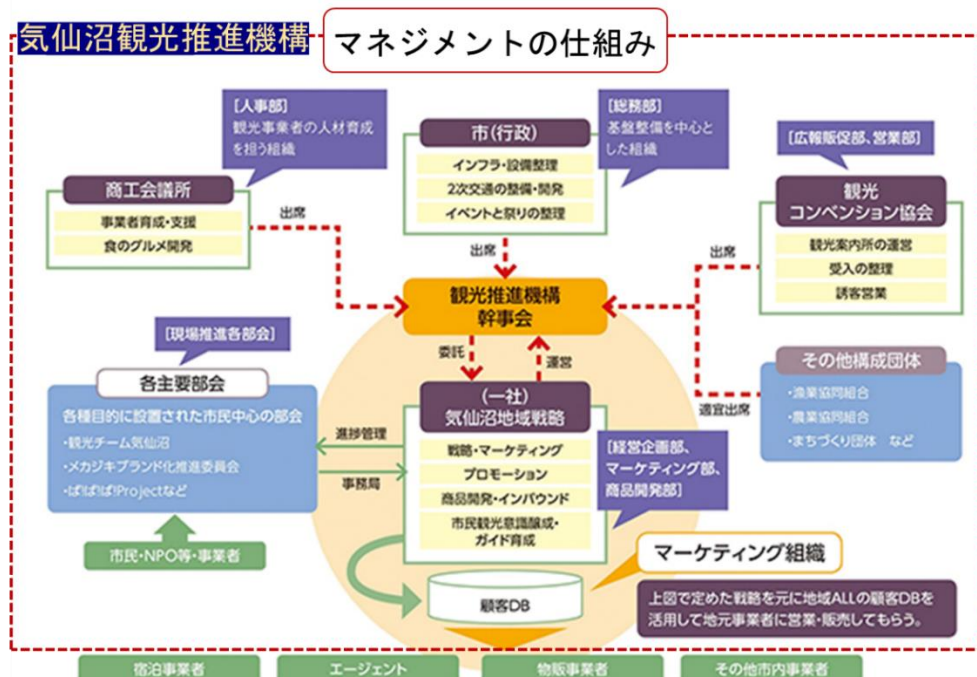 気仙沼観光推進機構
マネジメントの仕組み
[人事部]
観光事業者の人材育成
を担う組織
市(行政)
インフラ・設備整理
2次交通の整備・開発
イベントと祭りの整理
[総務部]
基盤整備を中心と
した組織
[広報販促部、営業部]
商工会議所
事業者育成・支援
食のグルメ開発
出席
出席
観光
コンベンション協会
観光案内所の運営
受入の整理
誘客営業
出席
観光推進機構
幹事会
委託
運営
[現場推進各部会]
各主要部会
各種目的に設置された市民中心の部会
・観光チーム気仙沼
・メカジキブランド化推進委員会
・ば!ば!ば!Projectなど
進捗管理
事務局
(一社)
気仙沼地域戦略
戦略・マーケティング
プロモーション
商品開発・インバウンド
市民観光意識醸成・
ガイド育成
[経営企画部、
マーケティング部、
商品開発部]
その他構成団体
・漁業協同組合
・農業協同組合
・まちづくり団体 など
適宜出席
市民・NPO等・事業者
マーケティング組織
顧客DB
上図で定めた戦略を元に地域ALLの顧客DBを
活用して地元事業者に営業・販売してもらう。
宿泊事業者
エージェント
物販事業者
その他市内事業者